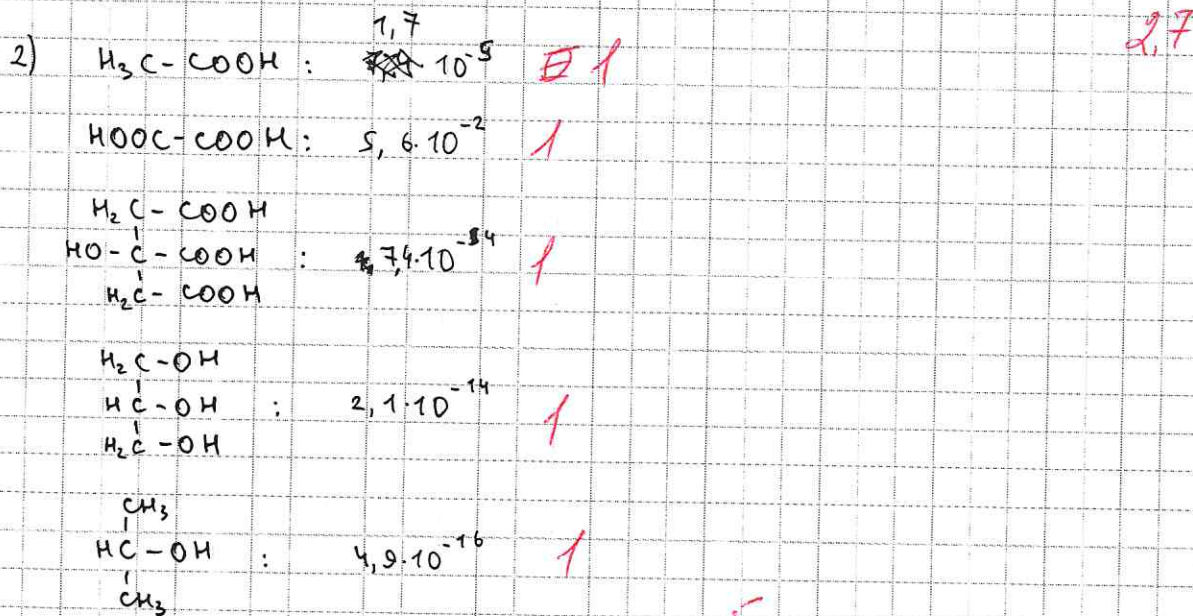 2,7
1,7
2) H₃C-COOH : 10⁻⁵ 1
HOOC-COOH : 5,6·10⁻² 1
H₂C-COOH
HO-C-COOH : 7,4·10⁻⁴ 1
H₂C-COOH
H₂C-OH
HC-OH : 2,1·10⁻¹⁴ 1
H₂C-OH
CH₃
HC-OH : 4,9·10⁻¹⁶ 1
CH₃